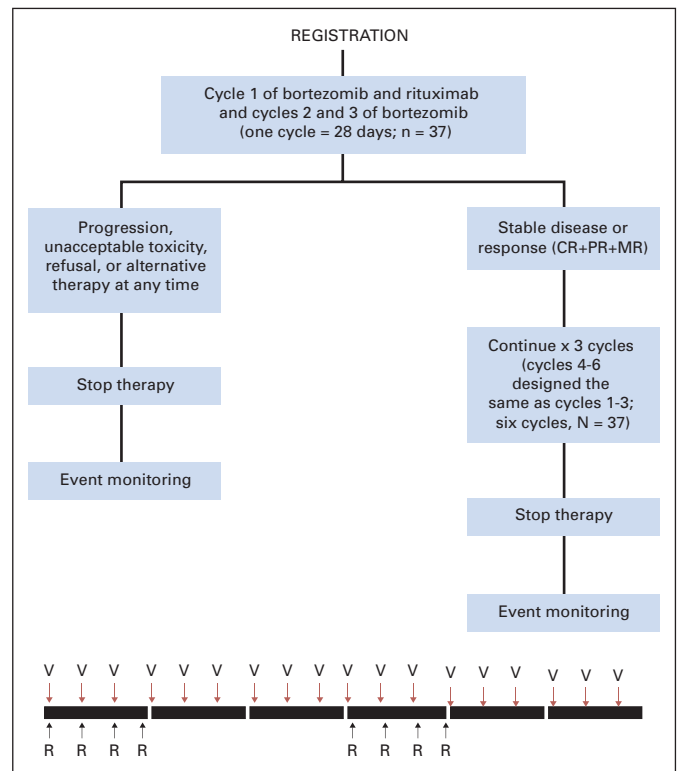 REGISTRATION
Cycle 1 of bortezomib and rituximab
and cycles 2 and 3 of bortezomib
(one cycle = 28 days; n = 37)
Progression,
unacceptable toxicity,
refusal, or alternative
therapy at any time
Stop therapy
Event monitoring
Stable disease or
response (CR+PR+MR)
Continue x 3 cycles
(cycles 4-6
designed the
same as cycles 1-3;
six cycles, N = 37)
Stop therapy
Event monitoring
V V V V V V V V V V V V V V V V V V
R R R R R R R R